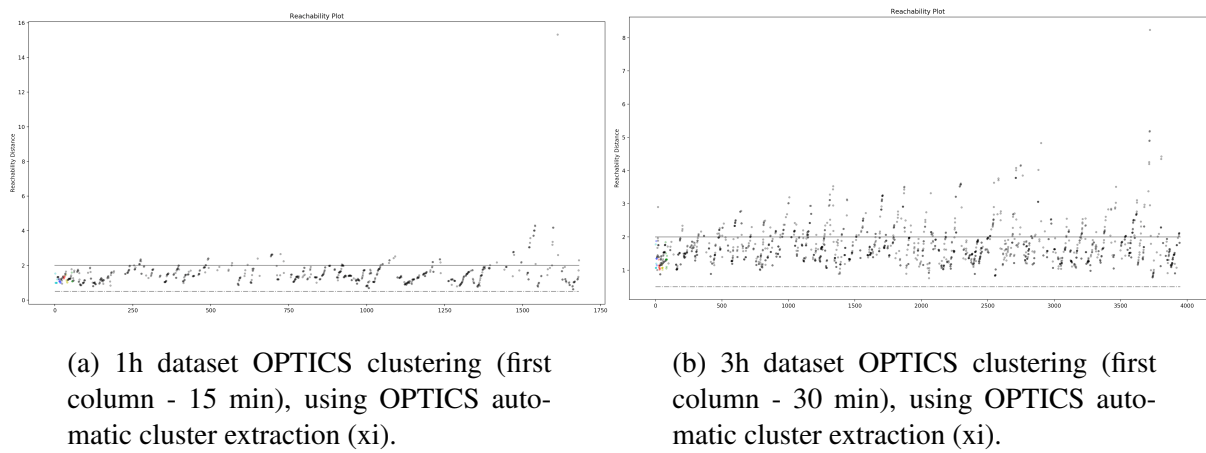 Reachability Plot
16
14
12
10
8
6
4
2
0
Reachability Distance
0 250 500 750 1000 1250 1500 1750
(a) 1h dataset OPTICS clustering (first
column - 15 min), using OPTICS auto-
matic cluster extraction (xi).
Reachability Plot
8
7
6
5
4
3
2
1
Reachability Distance
0 500 1000 1500 2000 2500 3000 3500 4000
(b) 3h dataset OPTICS clustering (first
column - 30 min), using OPTICS auto-
matic cluster extraction (xi).